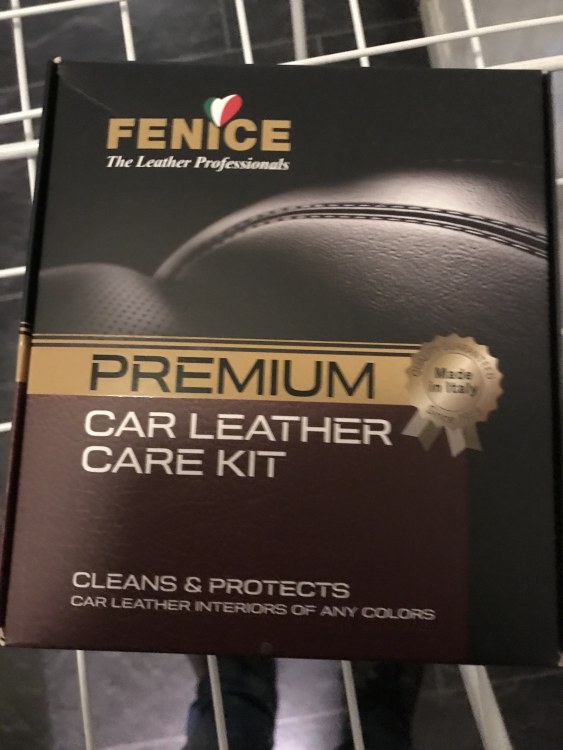 FENICE
The Leather Professionals
PREMIUM
Made
in Italy
CAR LEATHER
CARE KIT
CLEANS & PROTECTS
CAR LEATHER INTERIORS OF ANY COLORS